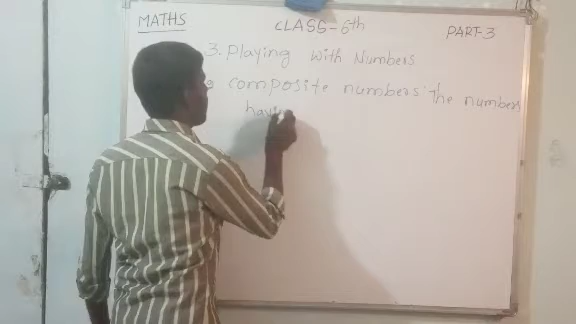 MATHS CLASS-6th PART-3
3. Playing With Numbers
composite numbers: the numbers